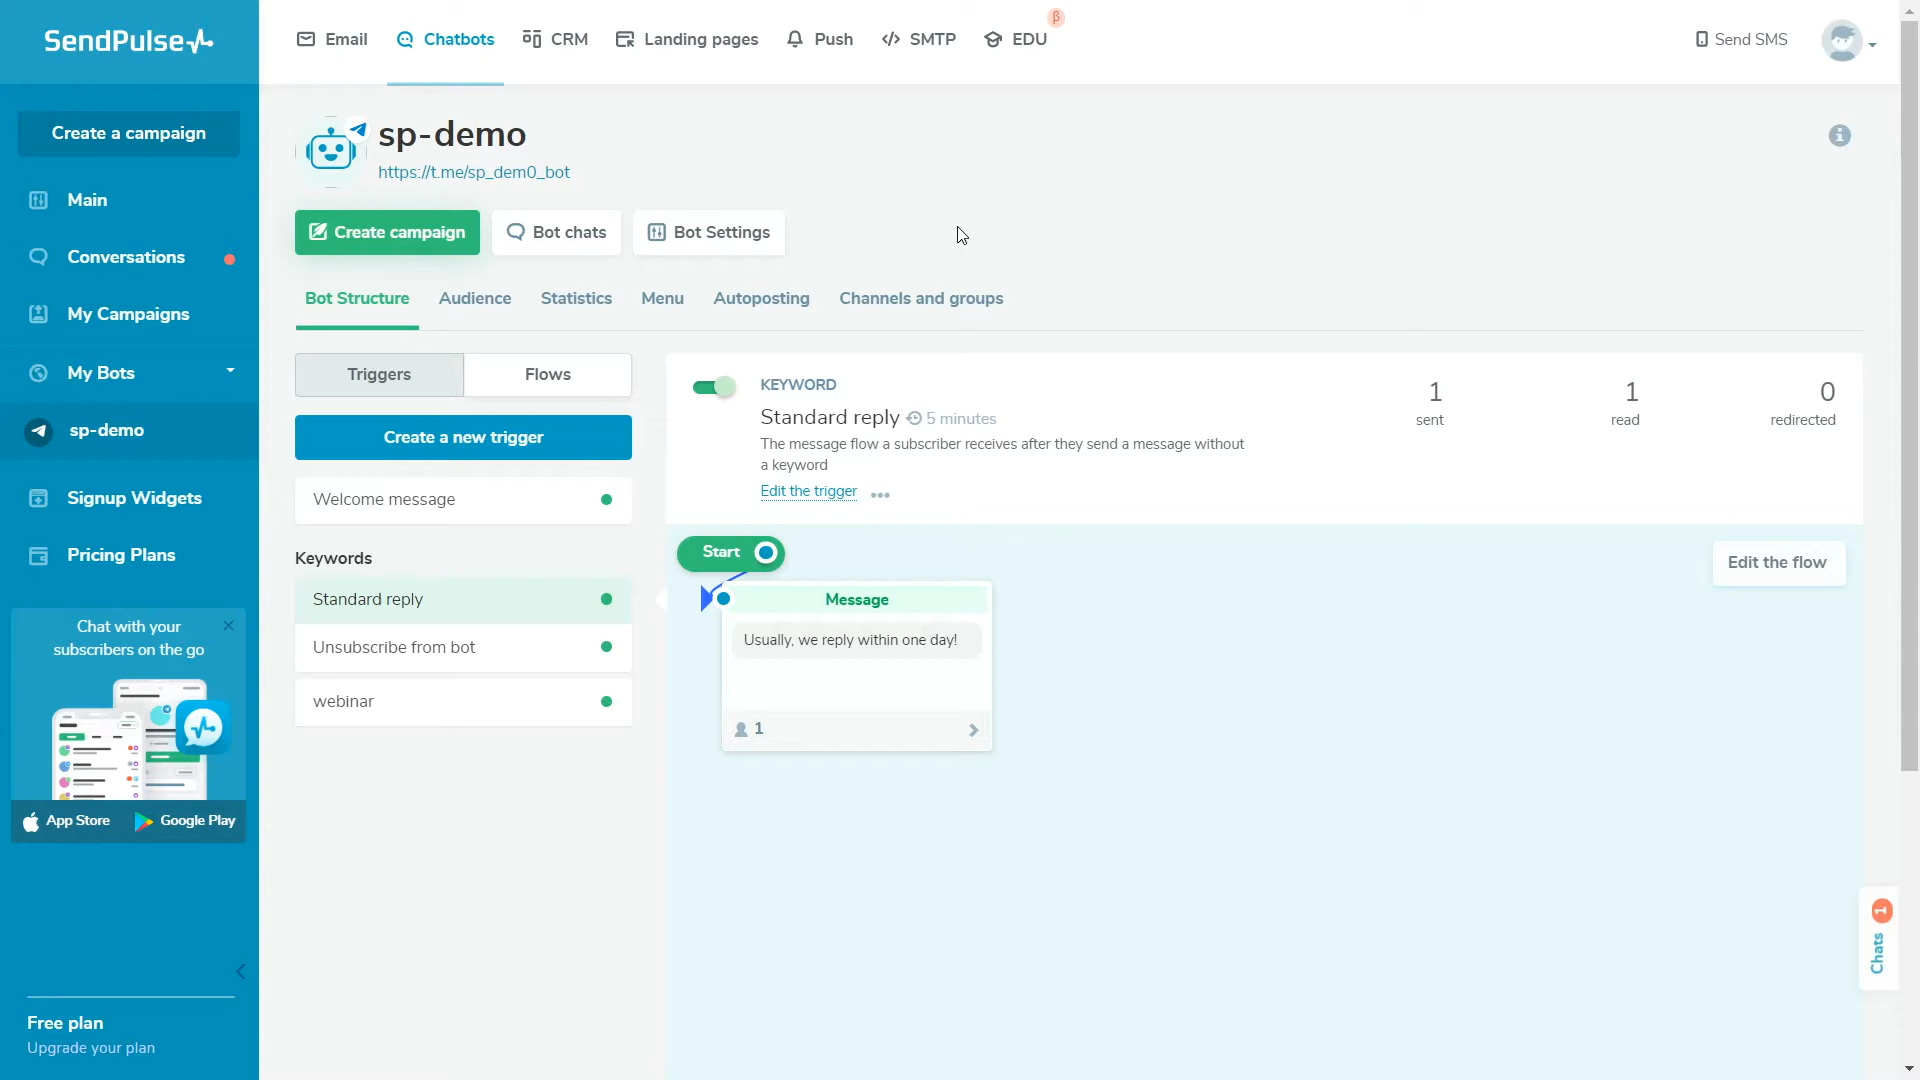 SendPulse
Email
Chatbots
CRM
Landing pages
Push
SMTP
EDU
β
Send SMS
Create a campaign
Main
Conversations
My Campaigns
My Bots
sp-demo
Signup Widgets
Pricing Plans
Chat with your
subscribers on the go
App Store
Google Play
Free plan
Upgrade your plan
sp-demo
https://t.me/sp_dem0_bot
Create campaign
Bot chats
Bot Settings
Bot Structure
Audience
Statistics
Menu
Autoposting
Channels and groups
Triggers
Flows
Create a new trigger
Welcome message
Keywords
Standard reply
Unsubscribe from bot
webinar
KEYWORD
Standard reply 5 minutes
The message flow a subscriber receives after they send a message without
a keyword
Edit the trigger
1
sent
1
read
0
redirected
Start
Edit the flow
Message
Usually, we reply within one day!
1
Chats 1